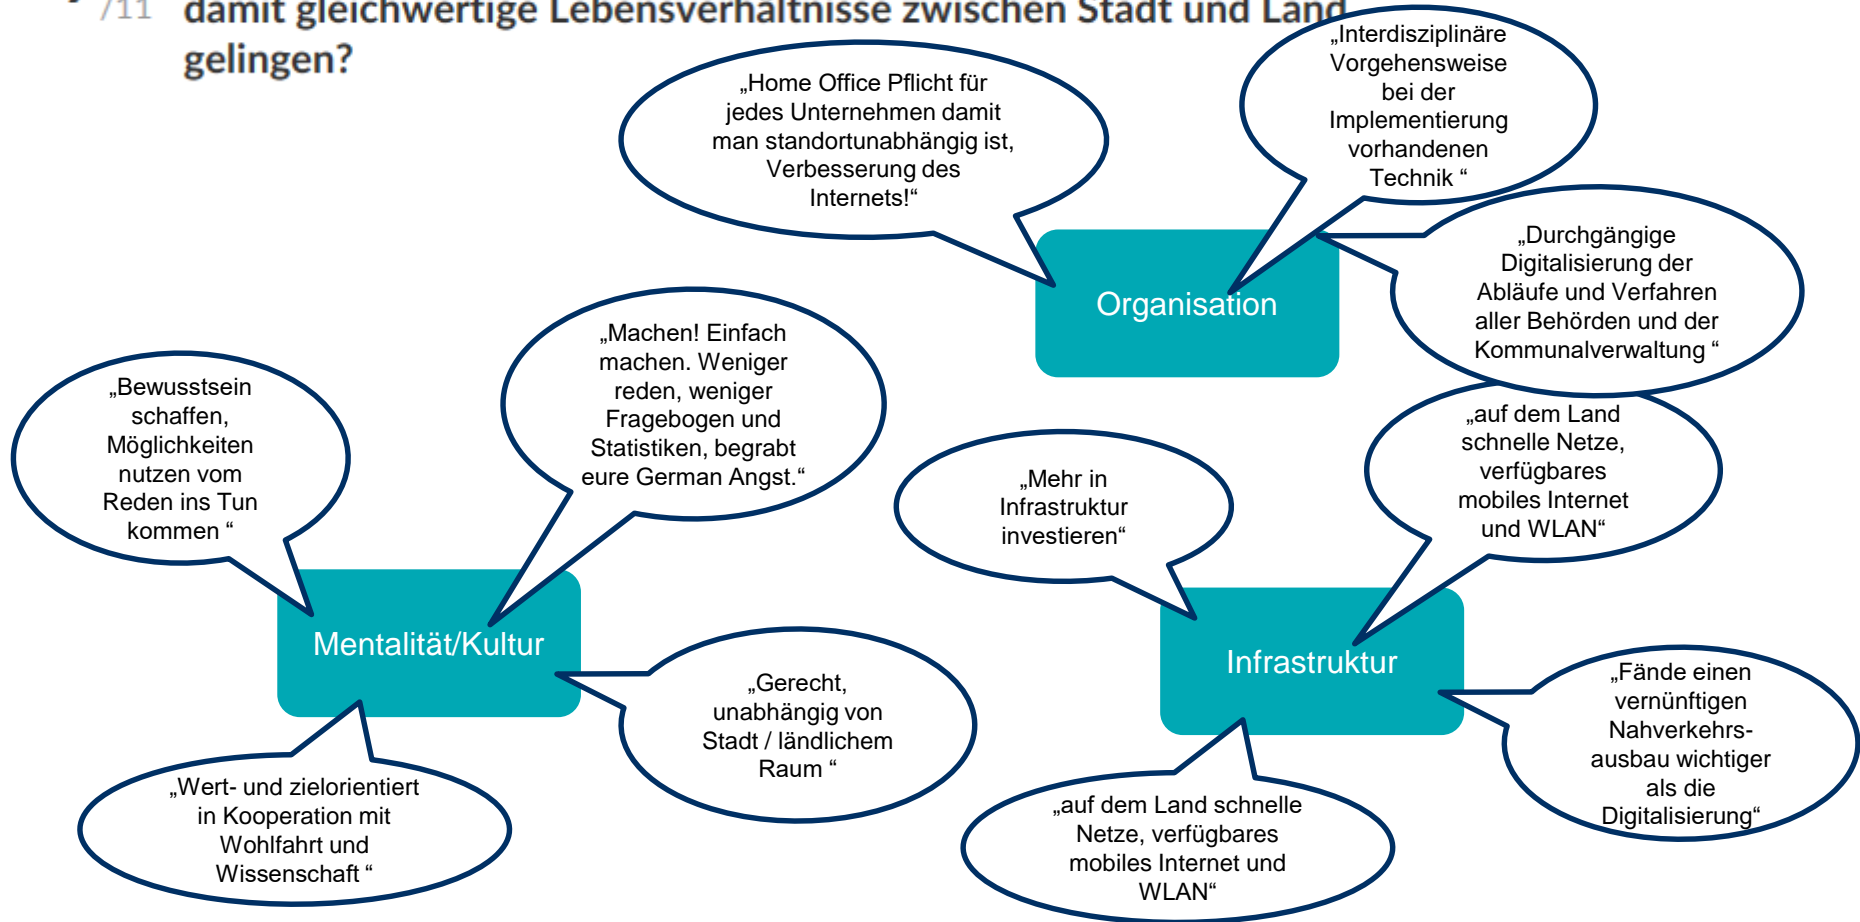 /11 damit gleichwertige Lebensverhältnisse zwischen Stadt und Land
gelingen?
„Home Office Pflicht für
jedes Unternehmen damit
man standortunabhängig ist,
Verbesserung des
Internets!“
„Interdisziplinäre
Vorgehensweise
bei der
Implementierung
vorhandenen
Technik “
„Durchgängige
Digitalisierung der
Abläufe und Verfahren
aller Behörden und der
Kommunalverwaltung “
Organisation
„Bewusstsein
schaffen,
Möglichkeiten
nutzen vom
Reden ins Tun
kommen “
„Machen! Einfach
machen. Weniger
reden, weniger
Fragebogen und
Statistiken, begrabt
eure German Angst.“
Mentalität/Kultur
„Gerecht,
unabhängig von
Stadt / ländlichem
Raum “
„Wert- und zielorientiert
in Kooperation mit
Wohlfahrt und
Wissenschaft “
„Mehr in
Infrastruktur
investieren“
„auf dem Land
schnelle Netze,
verfügbares
mobiles Internet
und WLAN“
Infrastruktur
„Fände einen
vernünftigen
Nahverkehrs-
ausbau wichtiger
als die
Digitalisierung“
„auf dem Land schnelle
Netze, verfügbares
mobiles Internet und
WLAN“